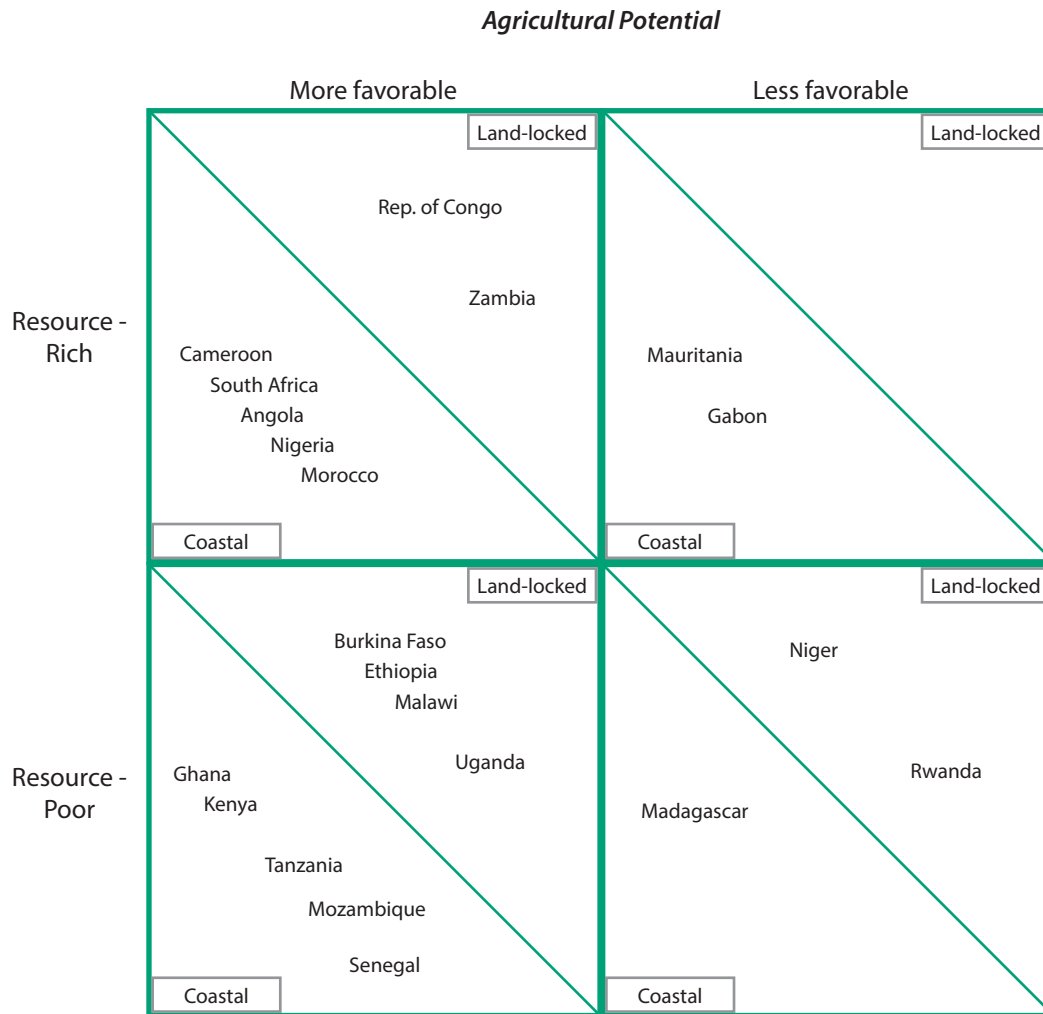 Agricultural Potential
More favorable
Less favorable
Land-locked
Land-locked
Rep. of Congo
Zambia
Resource -
Rich
Cameroon
South Africa
Angola
Nigeria
Morocco
Mauritania
Gabon
Coastal
Coastal
Land-locked
Land-locked
Burkina Faso
Ethiopia
Malawi
Uganda
Niger
Rwanda
Resource -
Poor
Ghana
Kenya
Tanzania
Mozambique
Senegal
Madagascar
Coastal
Coastal